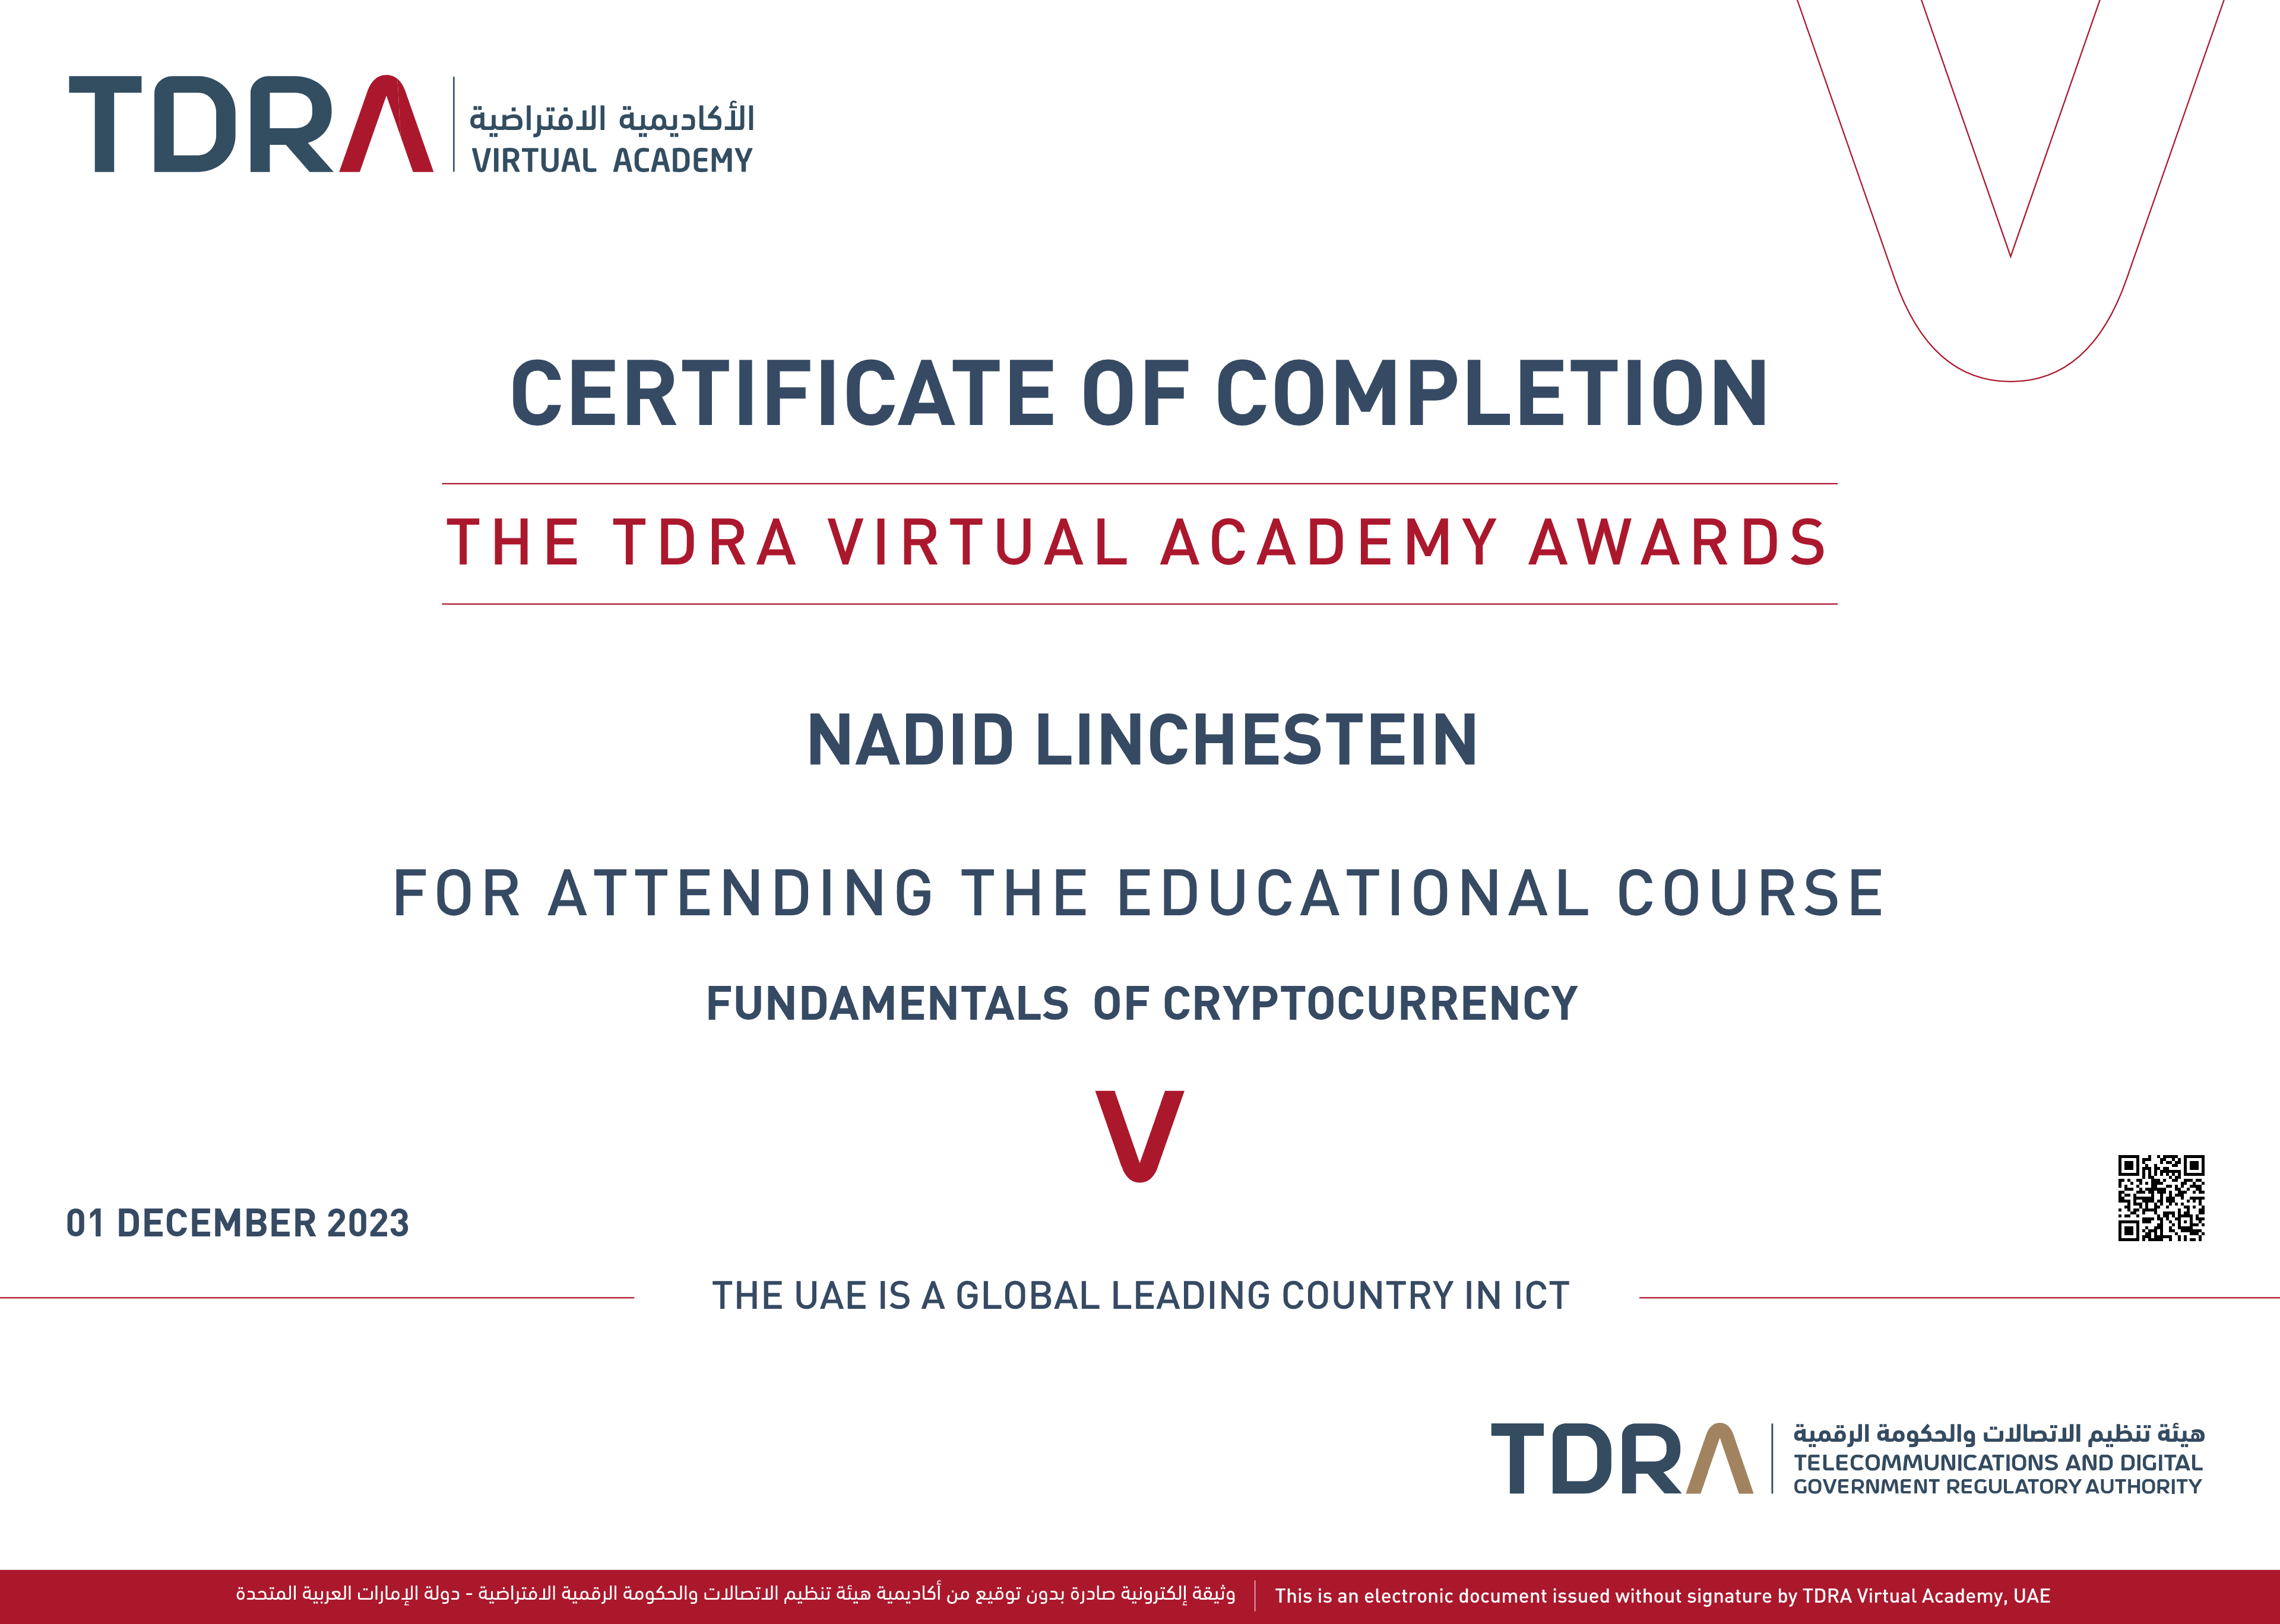 TDRA
الأكاديمية الافتراضية
VIRTUAL ACADEMY
CERTIFICATE OF COMPLETION
THE TDRA VIRTUAL ACADEMY AWARDS
NADID LINCHESTEIN
FOR ATTENDING THE EDUCATIONAL COURSE
FUNDAMENTALS  OF CRYPTOCURRENCY
01 DECEMBER 2023
THE UAE IS A GLOBAL LEADING COUNTRY IN ICT
TDRA
هيئة تنظيم الاتصالات والحكومة الرقمية
TELECOMMUNICATIONS AND DIGITAL
GOVERNMENT REGULATORY AUTHORITY
وثيقة إلكترونية صادرة بدون توقيع من أكاديمية هيئة تنظيم الاتصالات والحكومة الرقمية الافتراضية - دولة الإمارات العربية المتحدة
This is an electronic document issued without signature by TDRA Virtual Academy, UAE